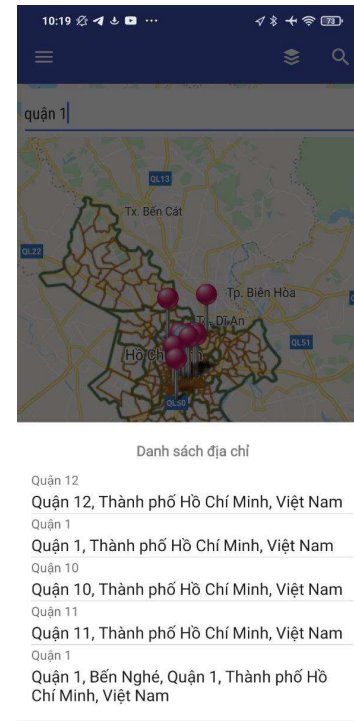 10:19
73
quận 1
QL13
Tx. Bến Cát
QL22
Tp. Biên Hòa
Tp. Dĩ An
QL51
QL50
Danh sách địa chỉ
Quận 12
Quận 12, Thành phố Hồ Chí Minh, Việt Nam
Quận 1
Quận 1, Thành phố Hồ Chí Minh, Việt Nam
Quận 10
Quận 10, Thành phố Hồ Chí Minh, Việt Nam
Quận 11
Quận 11, Thành phố Hồ Chí Minh, Việt Nam
Quận 1
Quận 1, Bến Nghé, Quận 1, Thành phố Hồ
Chí Minh, Việt Nam